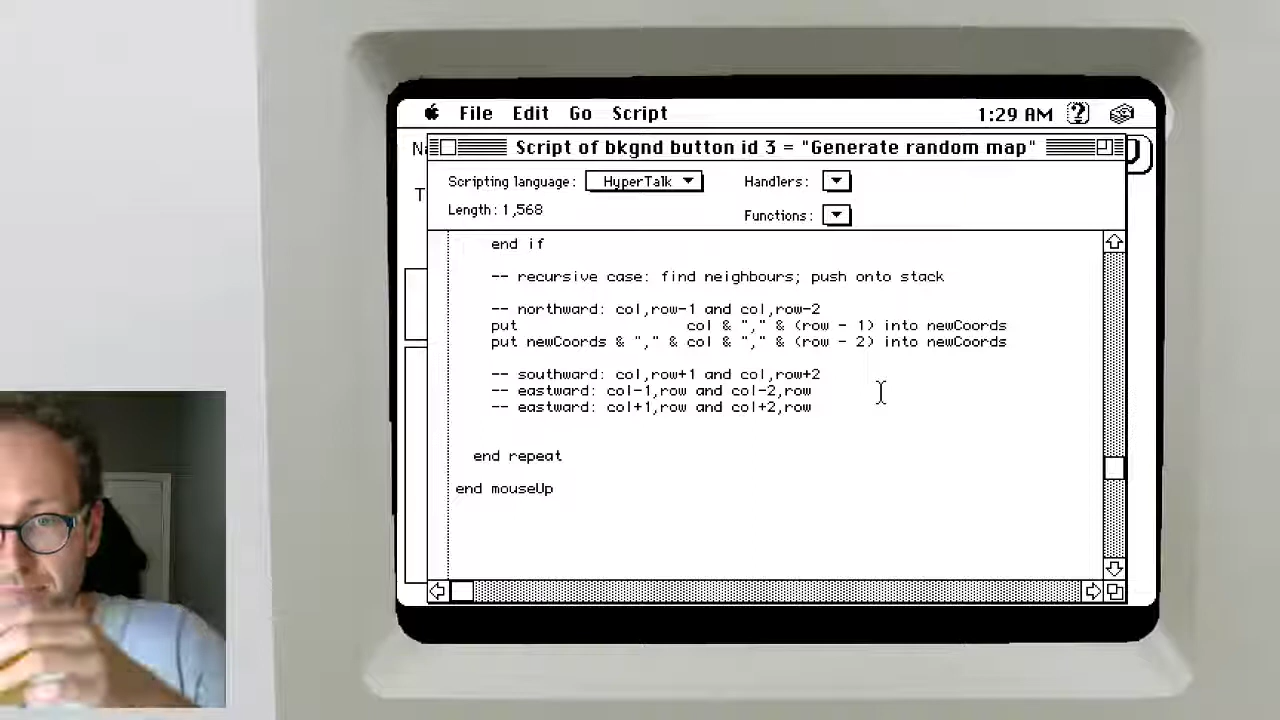 File Edit Go Script 1:29 AM
Script of bkgnd button id 3 = "Generate random map"
Scripting language: HyperTalk Handlers:
Length: 1,568
Functions:
end if
-- recursive case: find neighbours; push onto stack
-- northward: col,row-1 and col,row-2
put col & "," & (row - 1) into newCoords
put newCoords & "," & col & "," & (row - 2) into newCoords
-- southward: col,row+1 and col,row+2
-- eastward: col-1,row and col-2,row
-- eastward: col+1,row and col+2,row
end repeat
end mouseUp